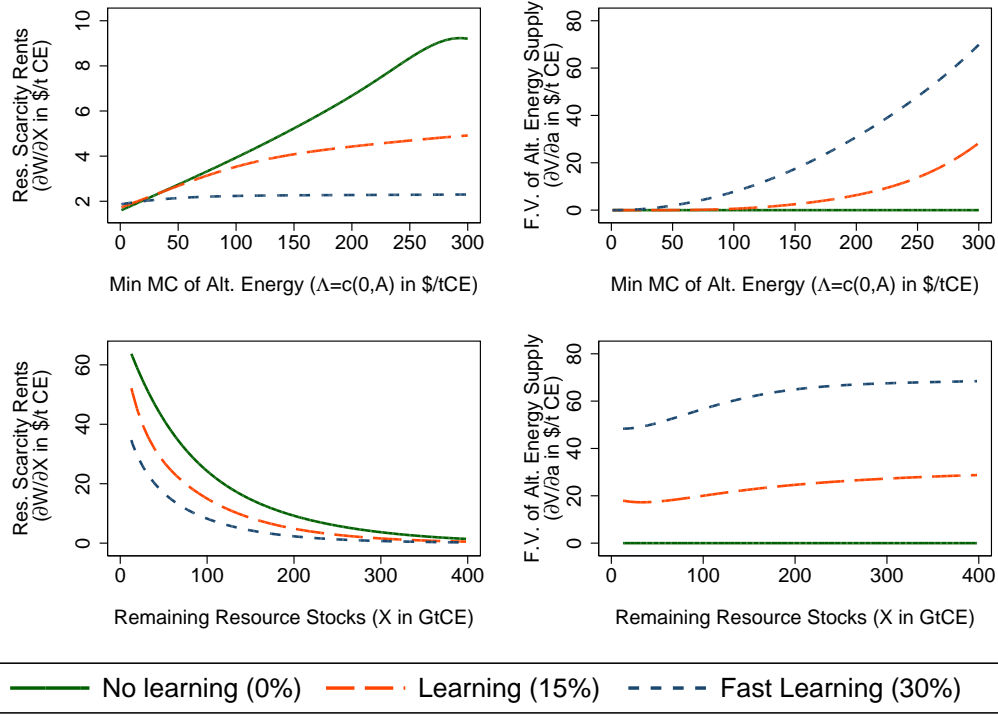 Res. Scarcity Rents
(∂W/∂X in $/t CE)
10
8
6
4
2
0 50 100 150 200 250 300
Min MC of Alt. Energy (Λ=c(0,A) in $/tCE)
F.V. of Alt. Energy Supply
(∂V/∂a in $/t CE)
80
60
40
20
0
0 50 100 150 200 250 300
Min MC of Alt. Energy (Λ=c(0,A) in $/tCE)
Res. Scarcity Rents
(∂W/∂X in $/t CE)
60
40
20
0
0 100 200 300 400
Remaining Resource Stocks (X in GtCE)
F.V. of Alt. Energy Supply
(∂V/∂a in $/t CE)
80
60
40
20
0
0 100 200 300 400
Remaining Resource Stocks (X in GtCE)
No learning (0%) Learning (15%) Fast Learning (30%)